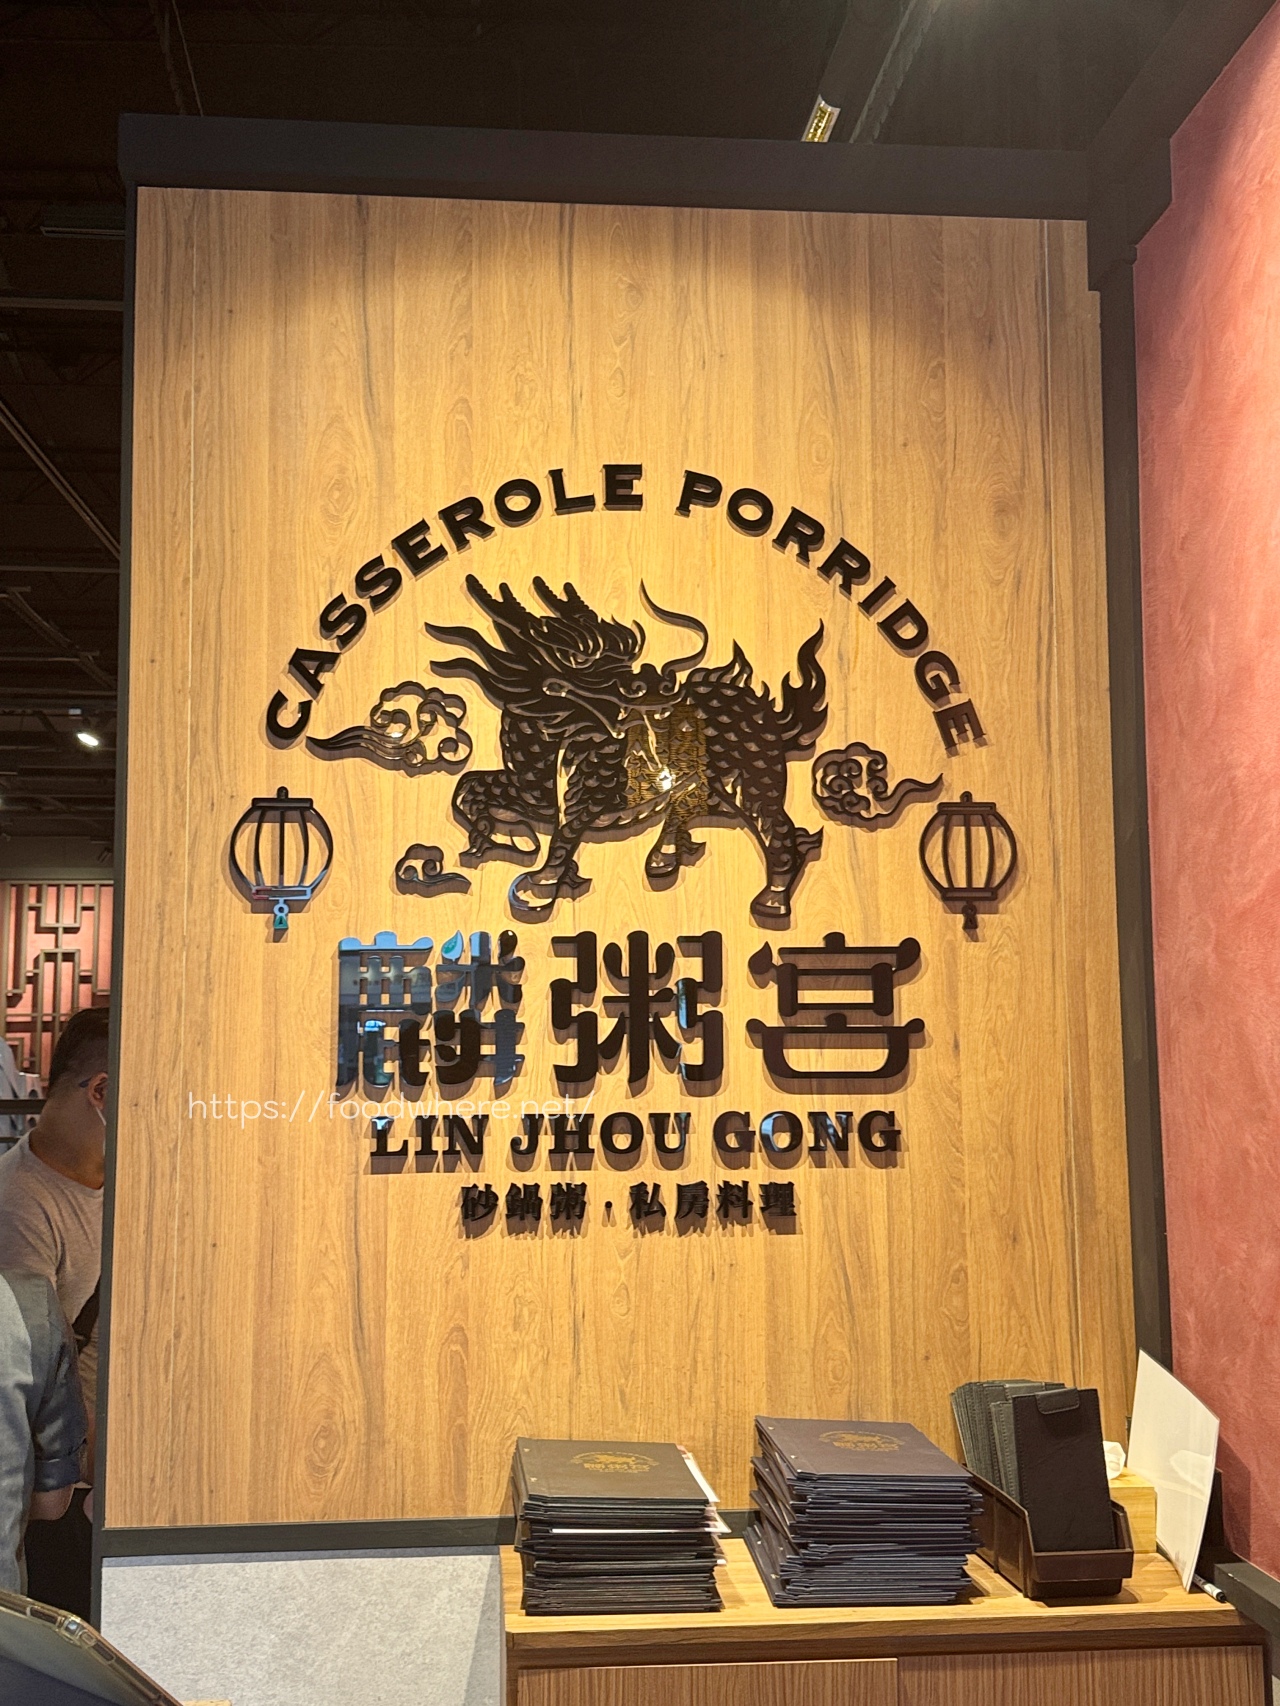 CASSEROLE PORRIDGE
麟粥宮
https://foodwhere.net/
LIN JHOU GONG
砂鍋粥·私房料理